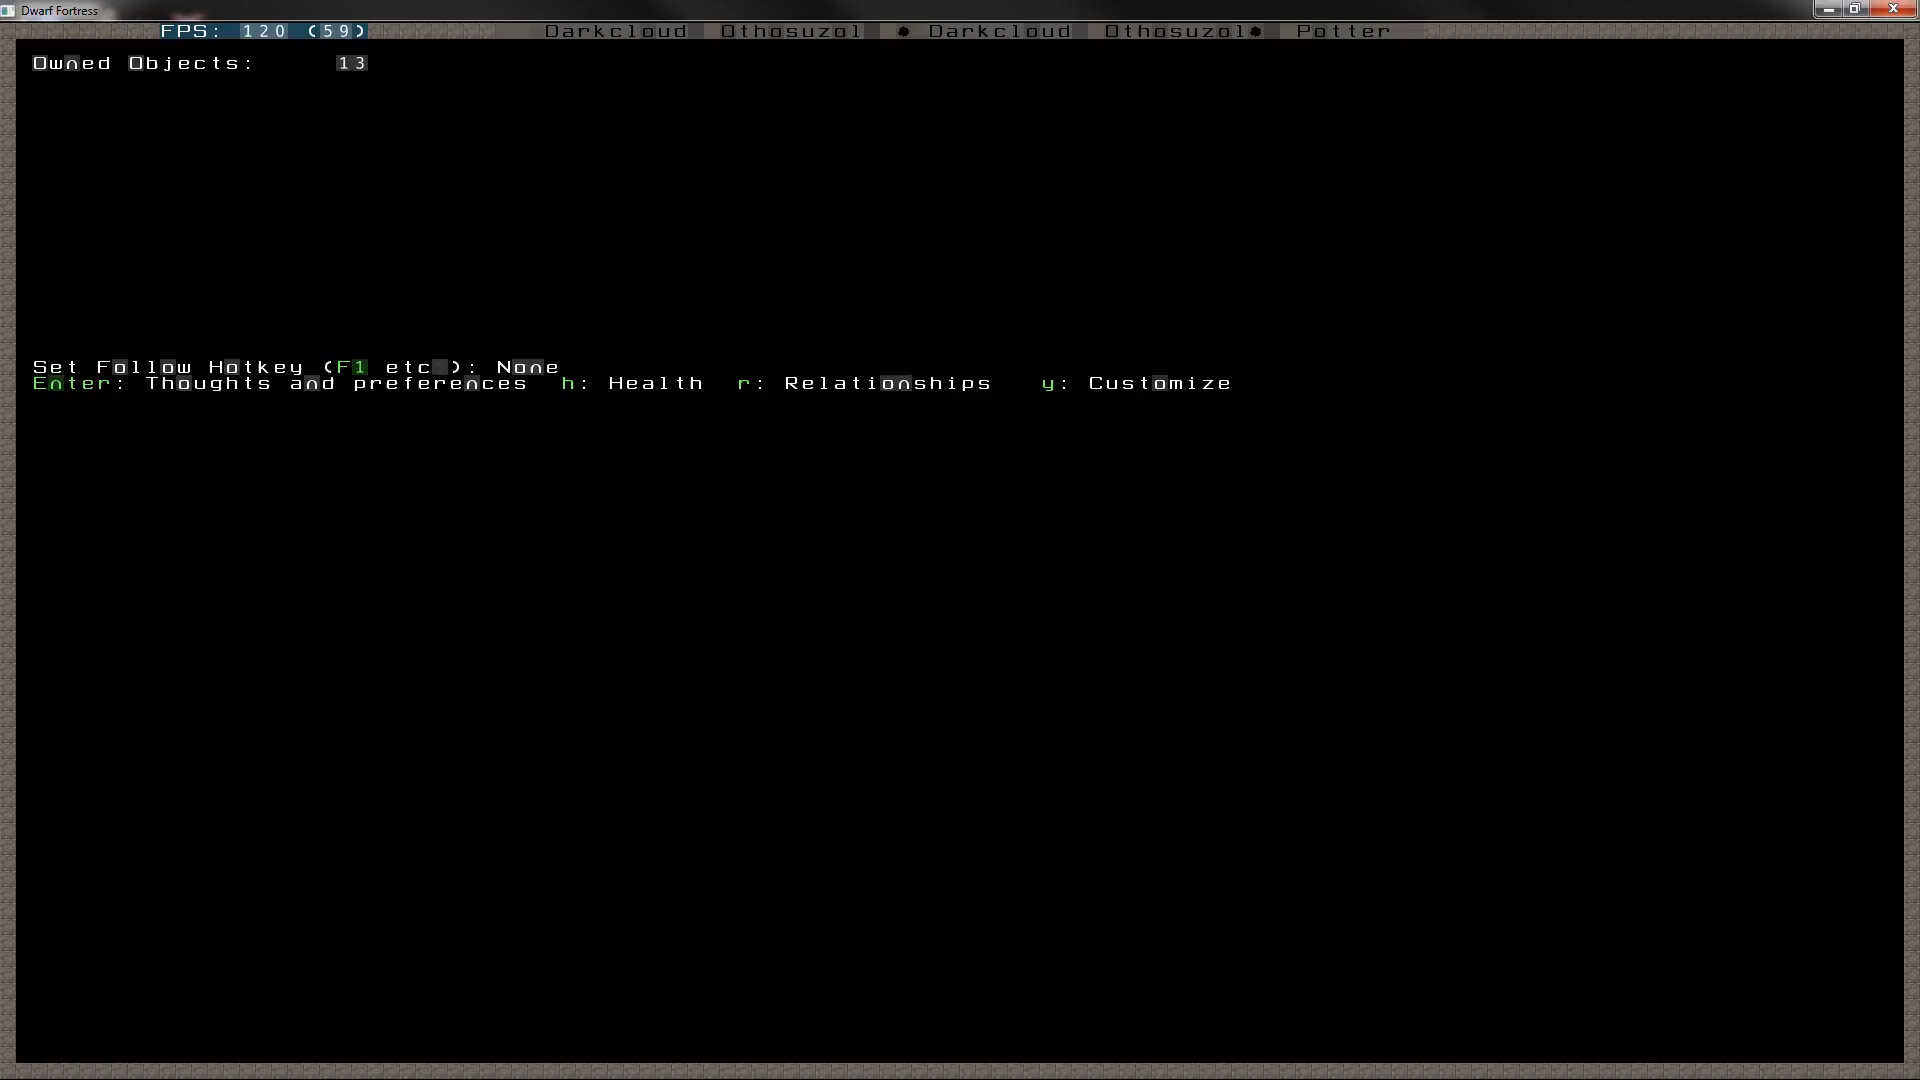 Dwarf Fortress
FPS: 120 (59) Darkcloud Othosuzol ● Darkcloud Othosuzol● Potter
Owned Objects: 13
Set Follow Hotkey (F1 etc ): None
Enter: Thoughts and preferences h: Health r: Relationships y: Customize